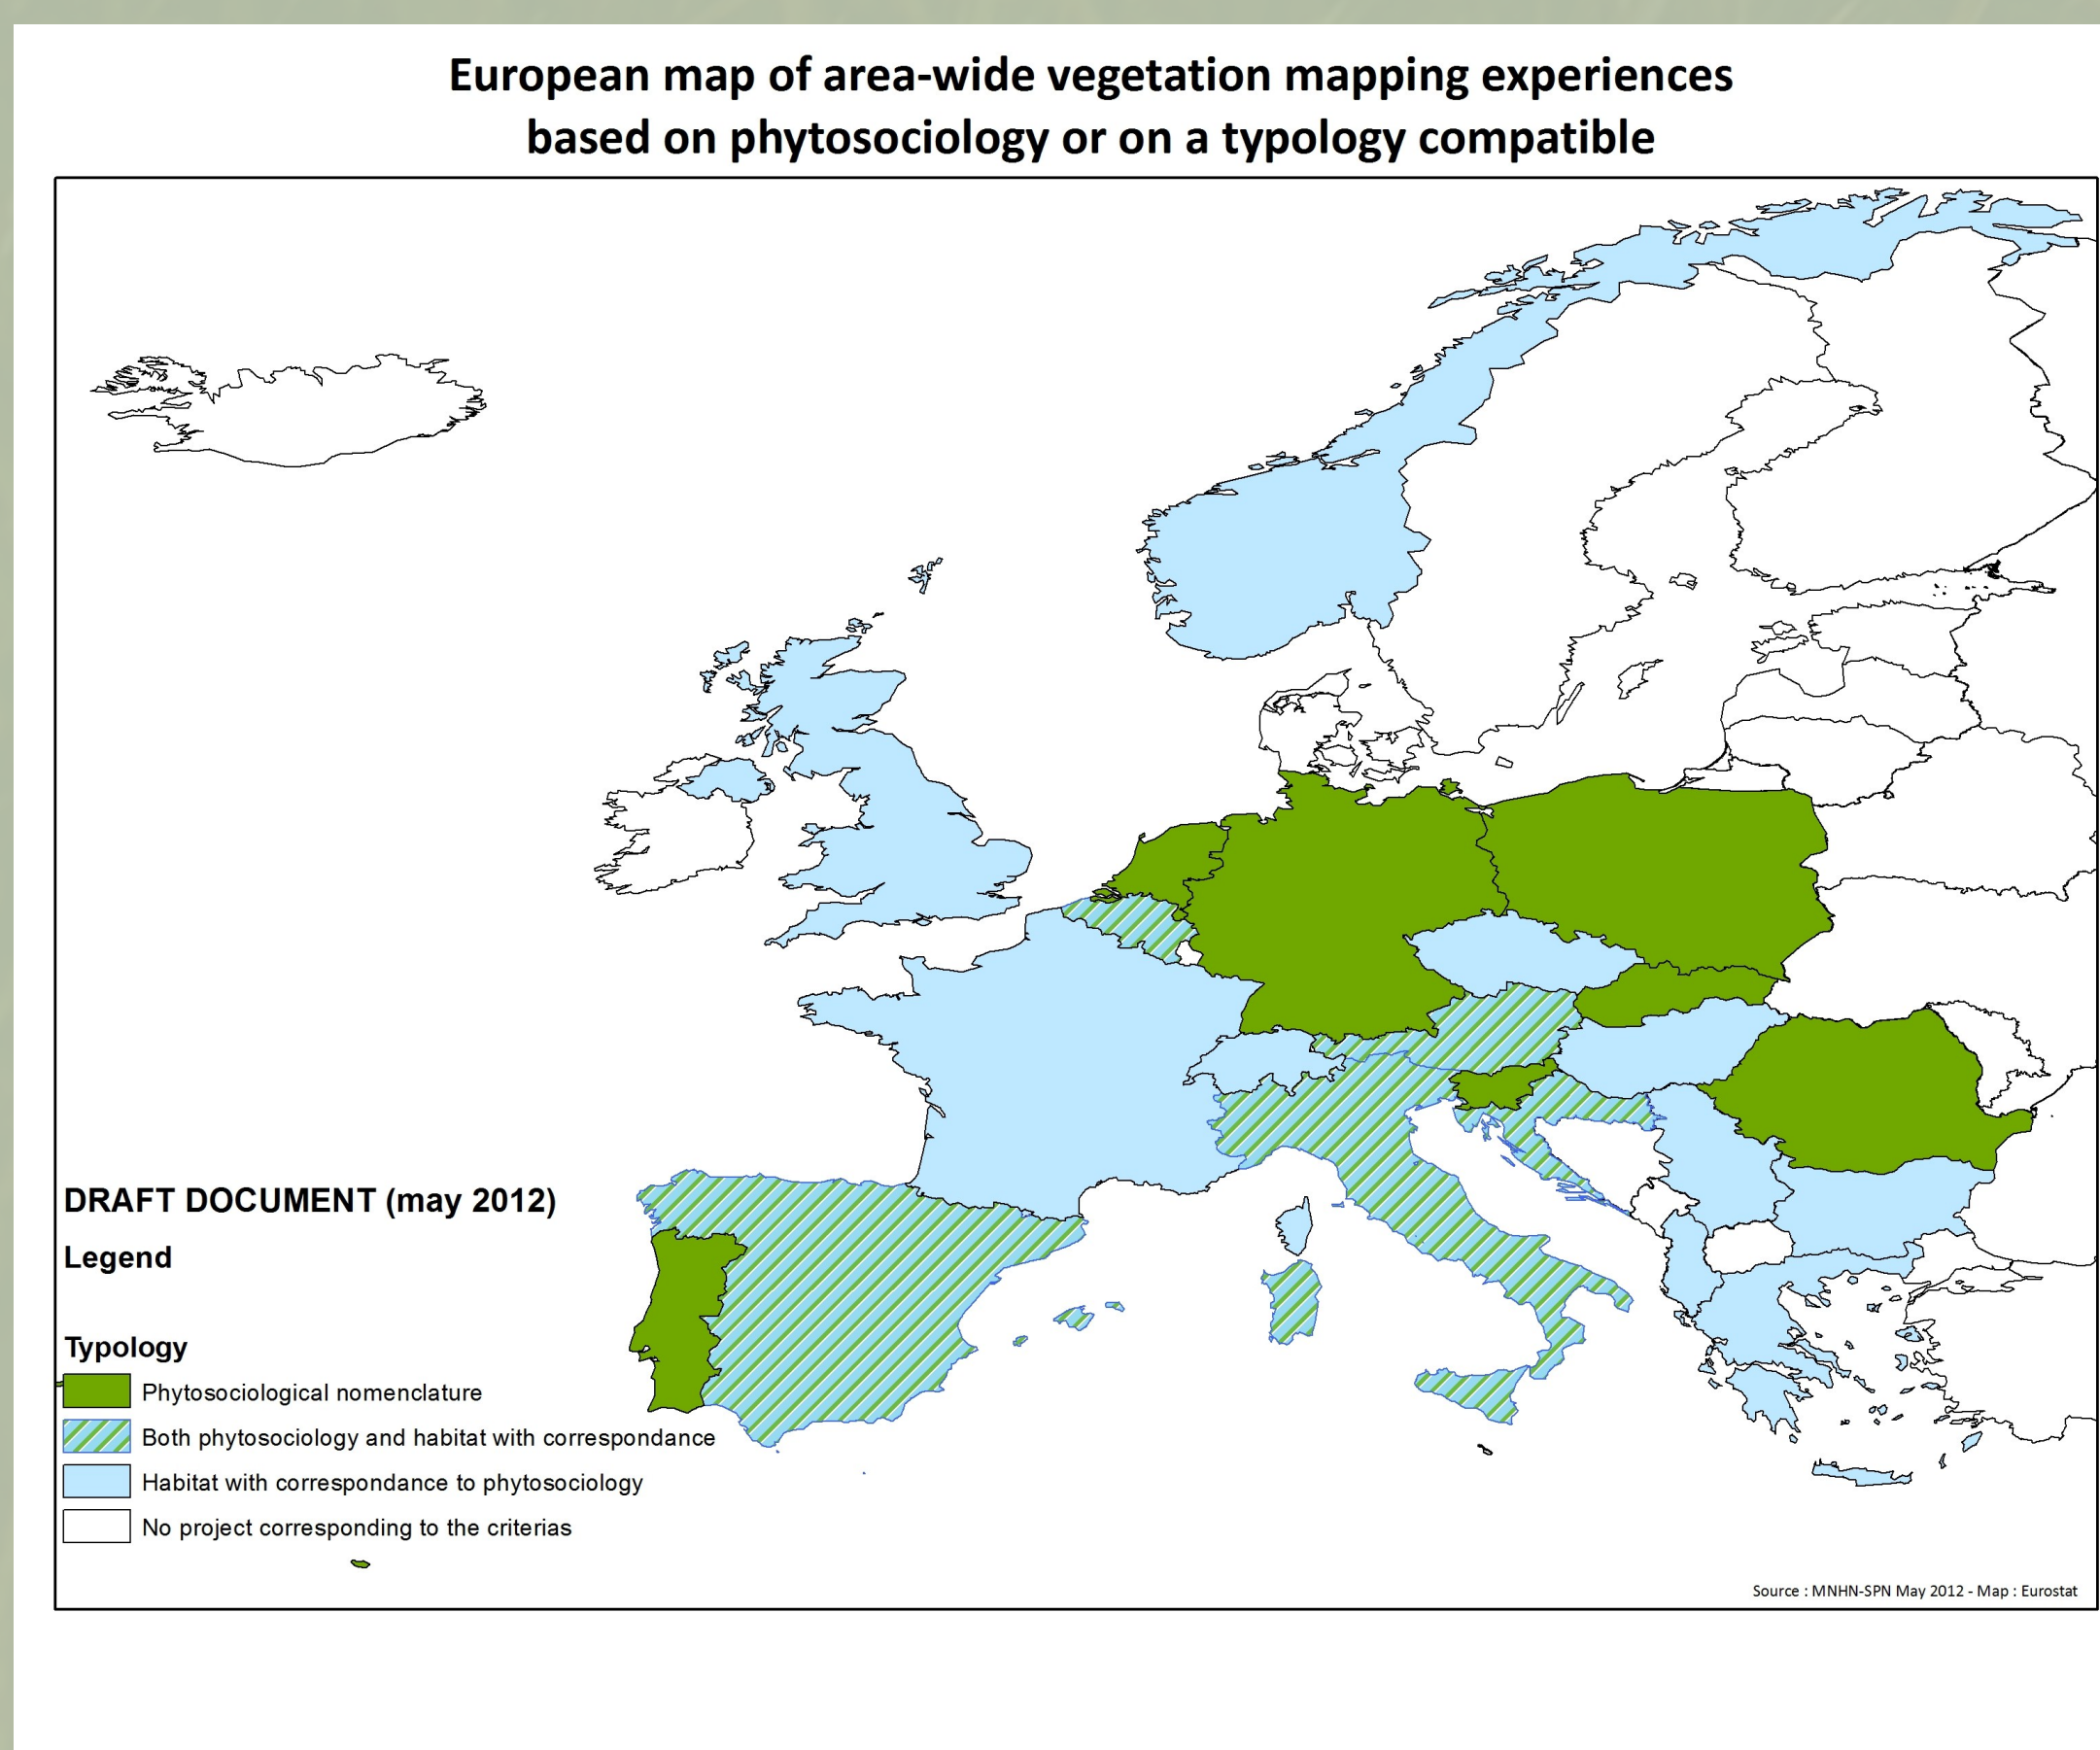 European map of area-wide vegetation mapping experiences
based on phytosociology or on a typology compatible
DRAFT DOCUMENT (may 2012)
Legend
Typology
Phytosociological nomenclature
Both phytosociology and habitat with correspondance
Habitat with correspondance to phytosociology
No project corresponding to the criterias
Source : MNHN-SPN May 2012 - Map : Eurostat